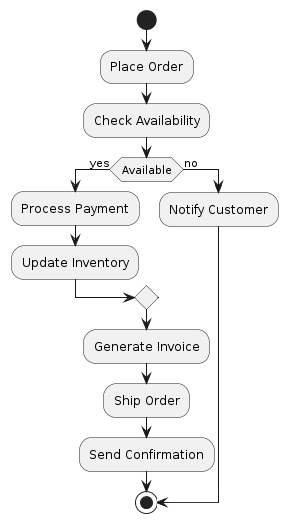 Place Order
Check Availability
yes
Available
no
Process Payment
Notify Customer
Update Inventory
Generate Invoice
Ship Order
Send Confirmation